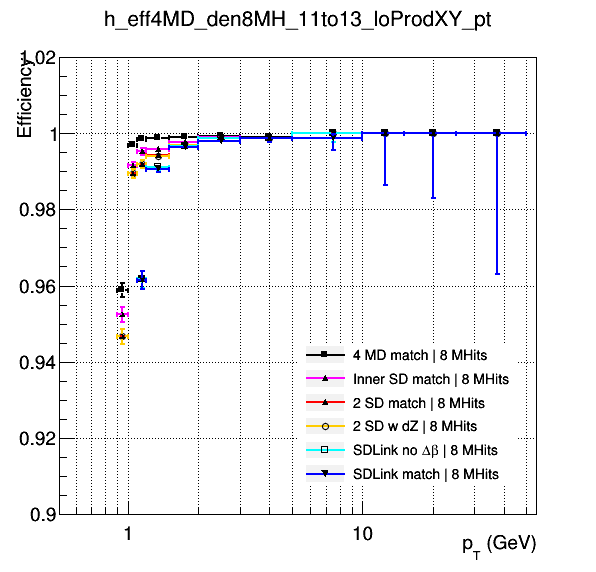 h_eff4MD_den8MH_11to13_loProdXY_pt
Efficiency
1.02
1
0.98
0.96
0.94
0.92
0.9
4 MD match | 8 MHits
Inner SD match | 8 MHits
2 SD match | 8 MHits
2 SD w dZ | 8 MHits
SDLink no Δβ | 8 MHits
SDLink match | 8 MHits
1
10
p_T (GeV)